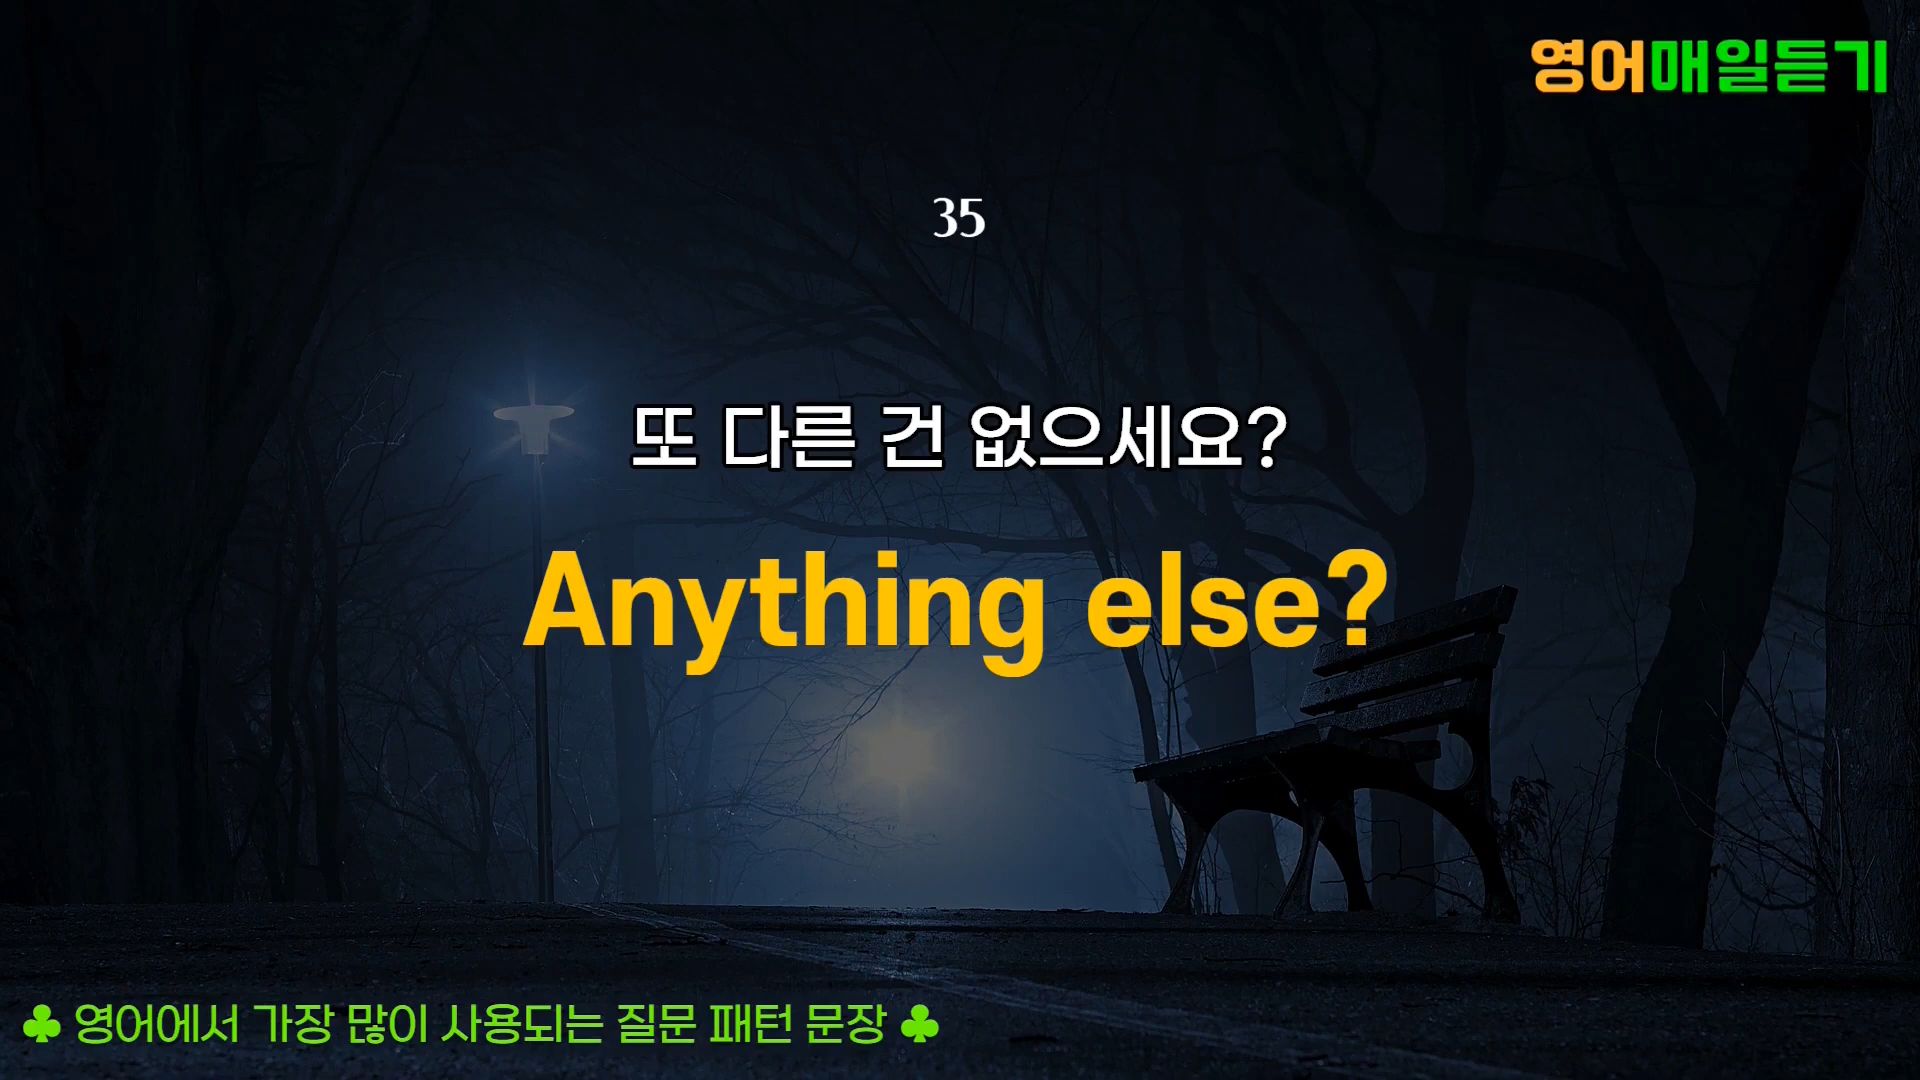 영어매일듣기
35
또 다른 건 없으세요?
Anything else?
♣ 영어에서 가장 많이 사용되는 질문 패턴 문장 ♣